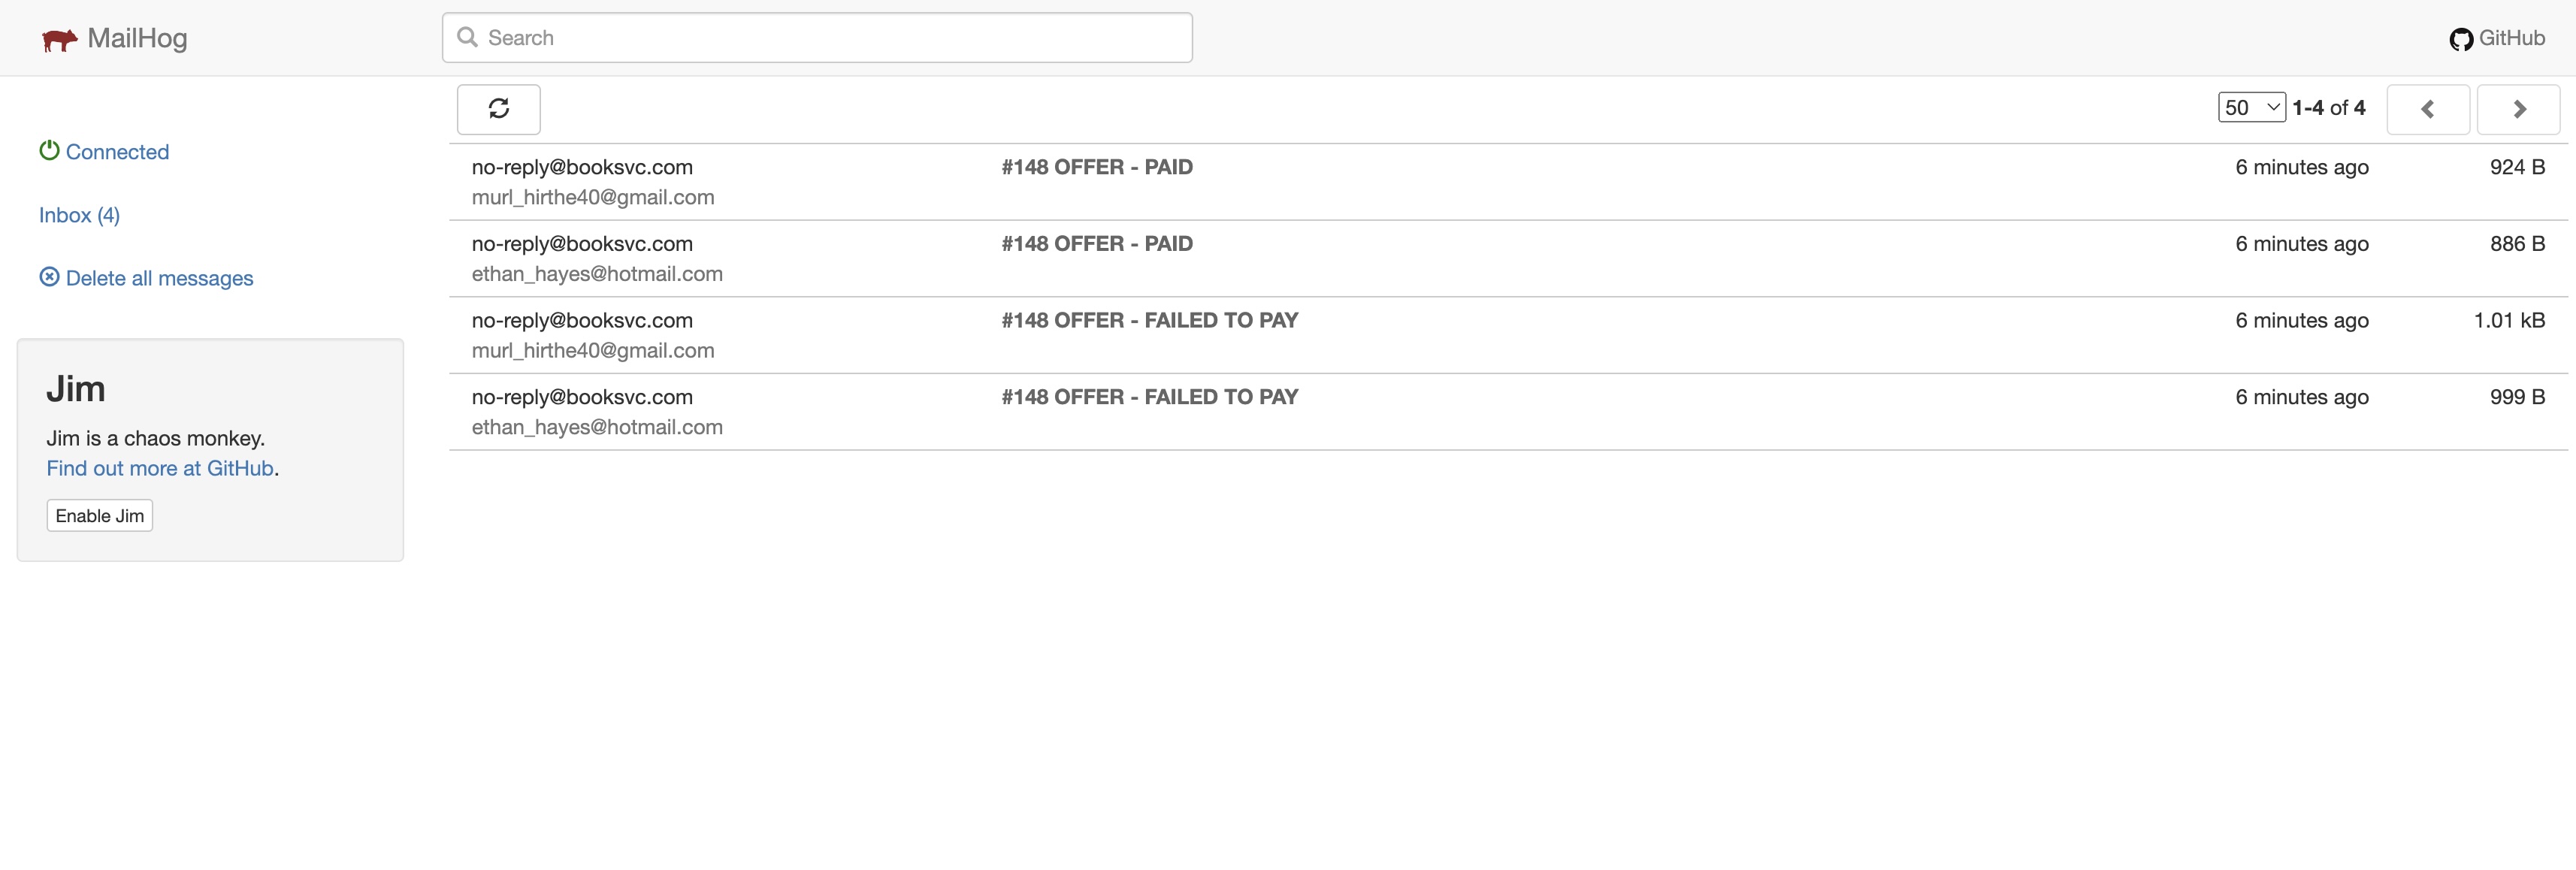 MailHog
Search
GitHub
50 1-4 of 4
Connected
Inbox (4)
Delete all messages
Jim
Jim is a chaos monkey.
Find out more at GitHub.
Enable Jim
no-reply@booksvc.com #148 OFFER - PAID 6 minutes ago 924 B
murl_hirthe40@gmail.com
no-reply@booksvc.com #148 OFFER - PAID 6 minutes ago 886 B
ethan_hayes@hotmail.com
no-reply@booksvc.com #148 OFFER - FAILED TO PAY 6 minutes ago 1.01 kB
murl_hirthe40@gmail.com
no-reply@booksvc.com #148 OFFER - FAILED TO PAY 6 minutes ago 999 B
ethan_hayes@hotmail.com